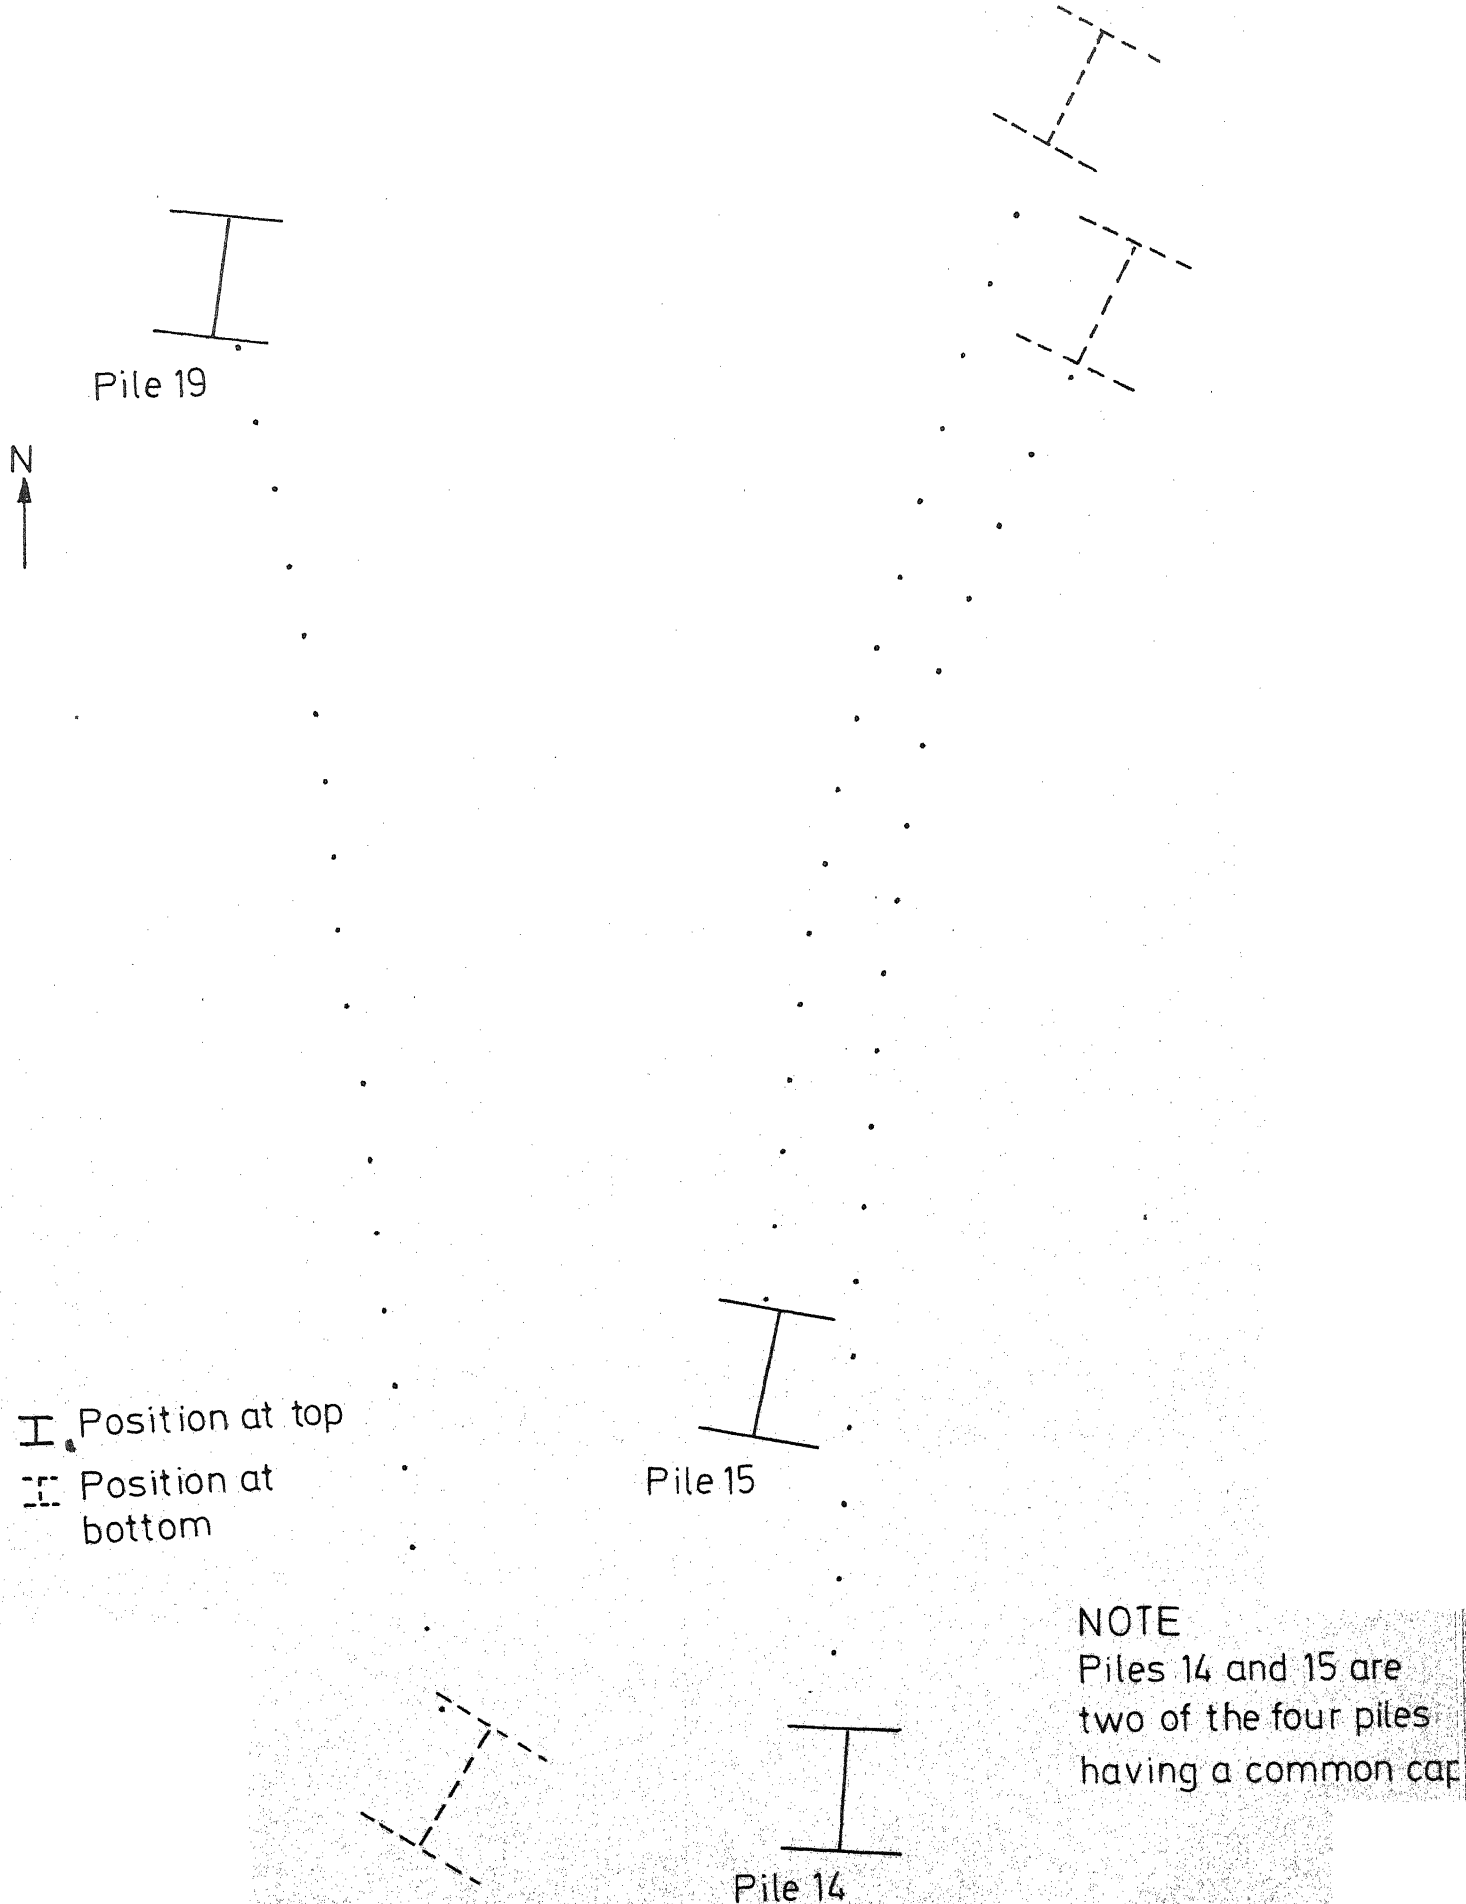 Pile 19
N
Position at top
Position at
bottom
Pile 15
NOTE
Piles 14 and 15 are
two of the four piles
having a common cap
Pile 14